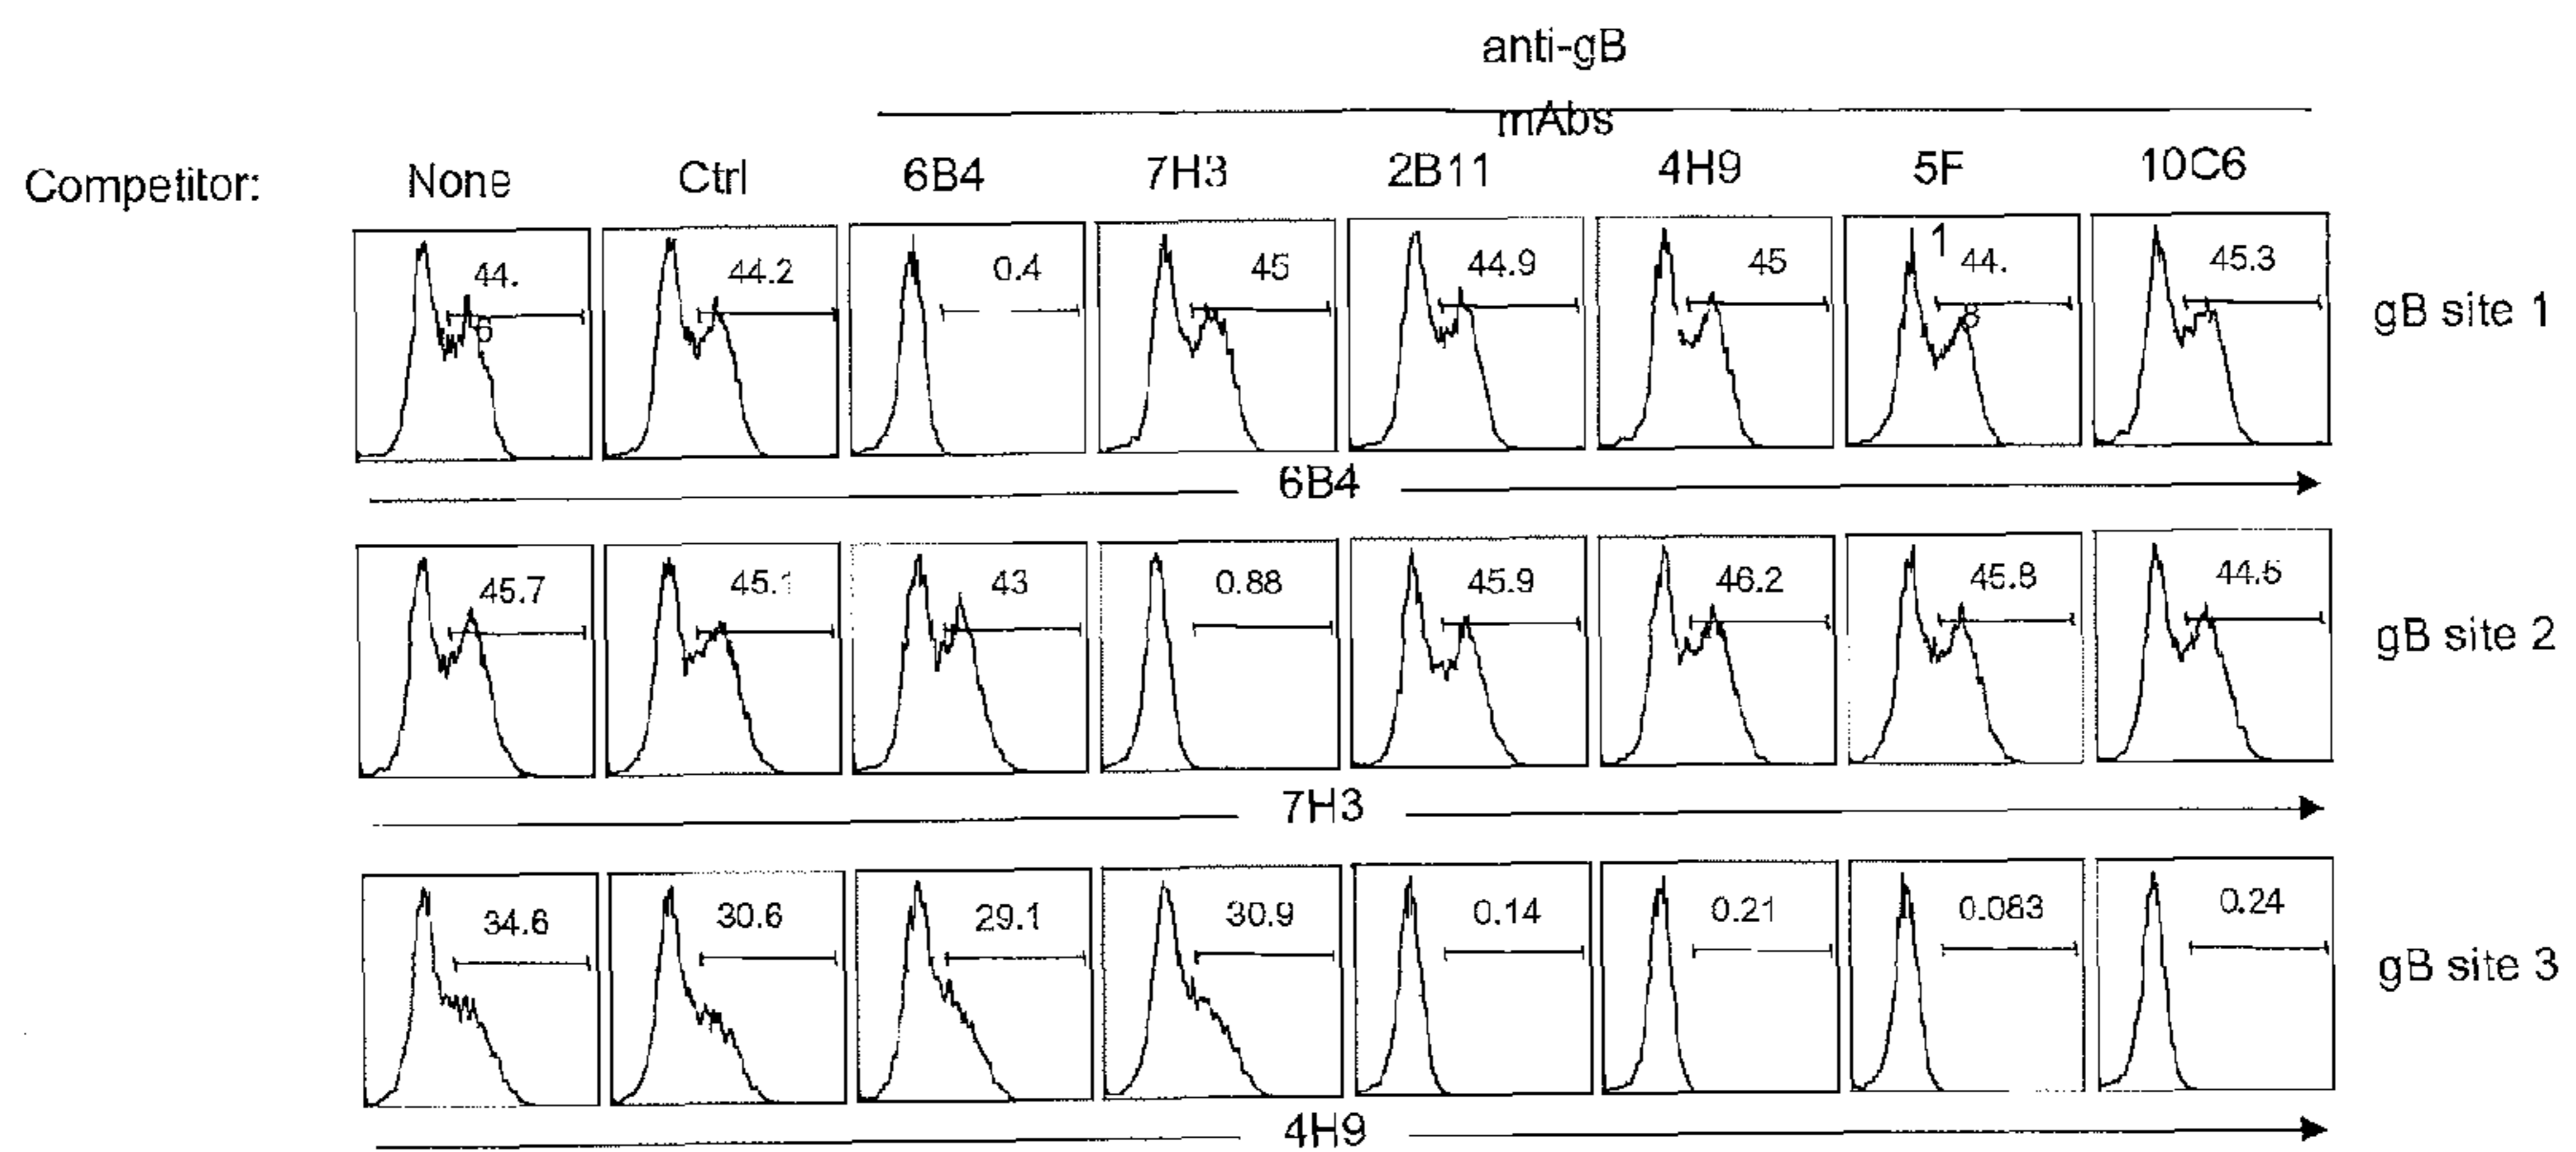 anti-gB
mAbs
Competitor: None Ctrl 6B4 7H3 2B11 4H9 5F 10C6
1
44. 44.2 0.4 45 44.9 45 44. 45.3
6 8
gB site 1
6B4
45.7 45.1 43 0.88 45.9 46.2 45.8 44.5
gB site 2
7H3
34.6 30.6 29.1 30.9 0.14 0.21 0.083 0.24
gB site 3
4H9